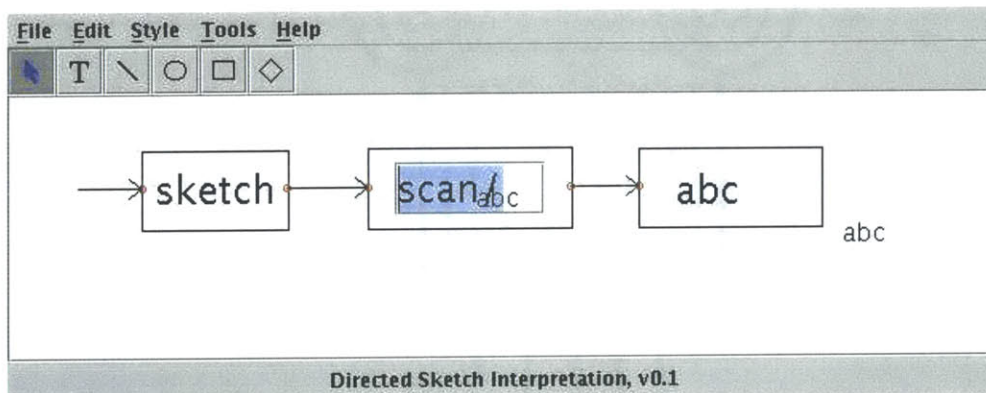 File Edit Style Tools Help
T
sketch scan/ abc abc
abc
Directed Sketch Interpretation, v0.1